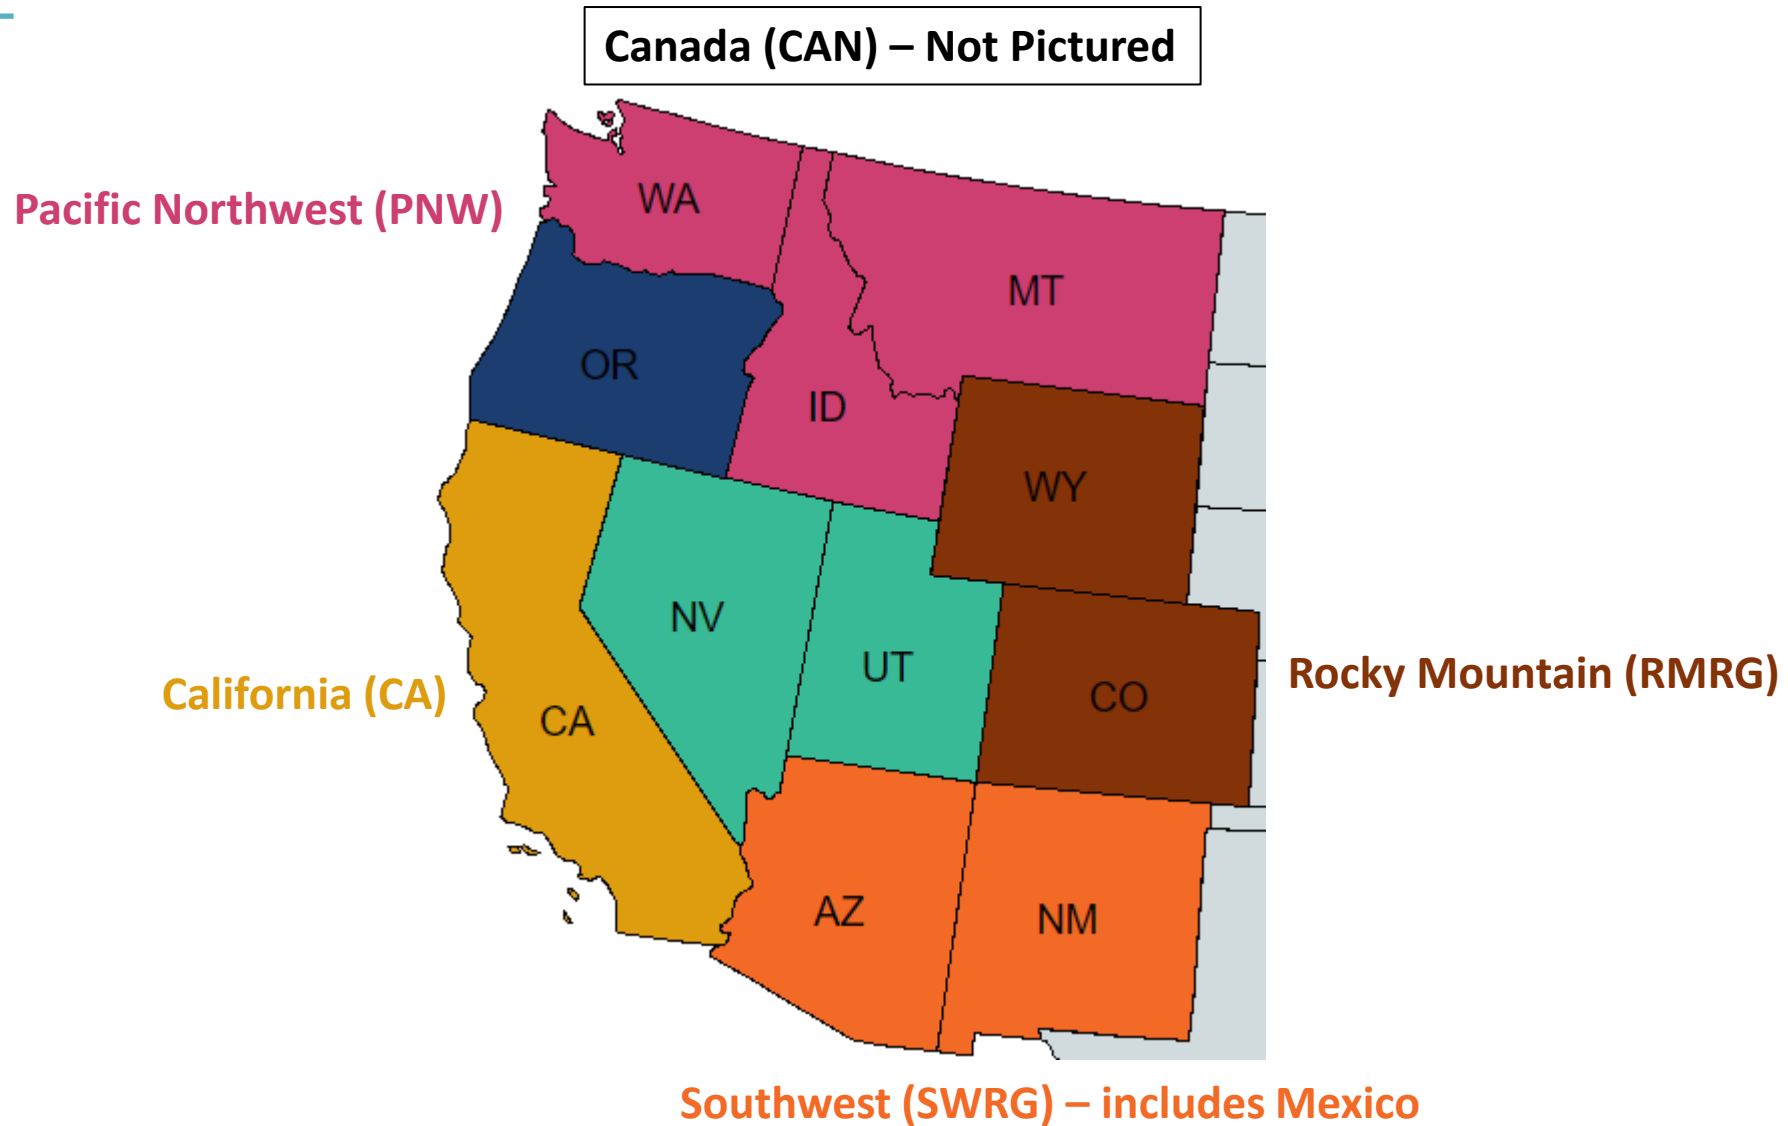 Canada (CAN) – Not Pictured
Pacific Northwest (PNW)
WA
MT
OR
ID
WY
NV
UT
California (CA)
CA
CO
Rocky Mountain (RMRG)
AZ
NM
Southwest (SWRG) – includes Mexico